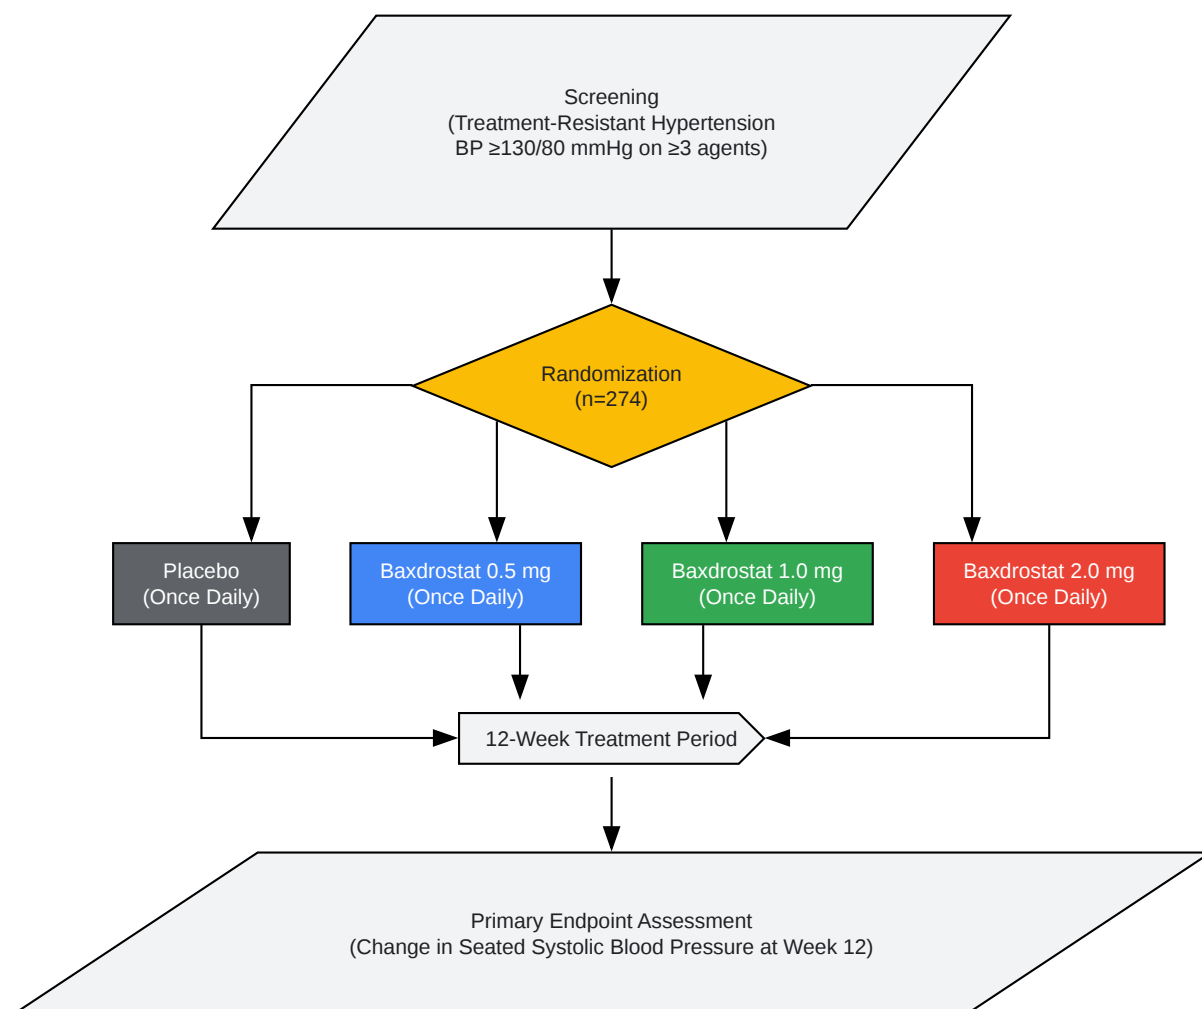 Screening
(Treatment-Resistant Hypertension
BP ≥130/80 mmHg on ≥3 agents)
Randomization
(n=274)
Placebo
(Once Daily)
Baxdrostat 0.5 mg
(Once Daily)
Baxdrostat 1.0 mg
(Once Daily)
Baxdrostat 2.0 mg
(Once Daily)
12-Week Treatment Period
Primary Endpoint Assessment
(Change in Seated Systolic Blood Pressure at Week 12)